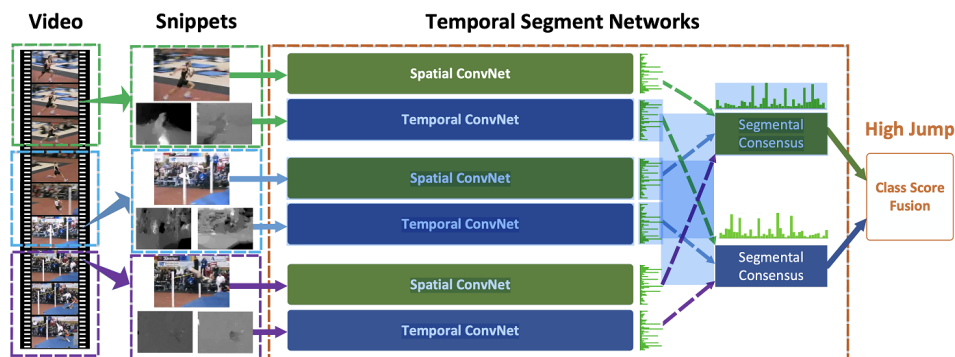 Video
Snippets
Temporal Segment Networks
Spatial ConvNet
Temporal ConvNet
Spatial ConvNet
Temporal ConvNet
Spatial ConvNet
Temporal ConvNet
Segmental
Consensus
Segmental
Consensus
High Jump
Class Score
Fusion